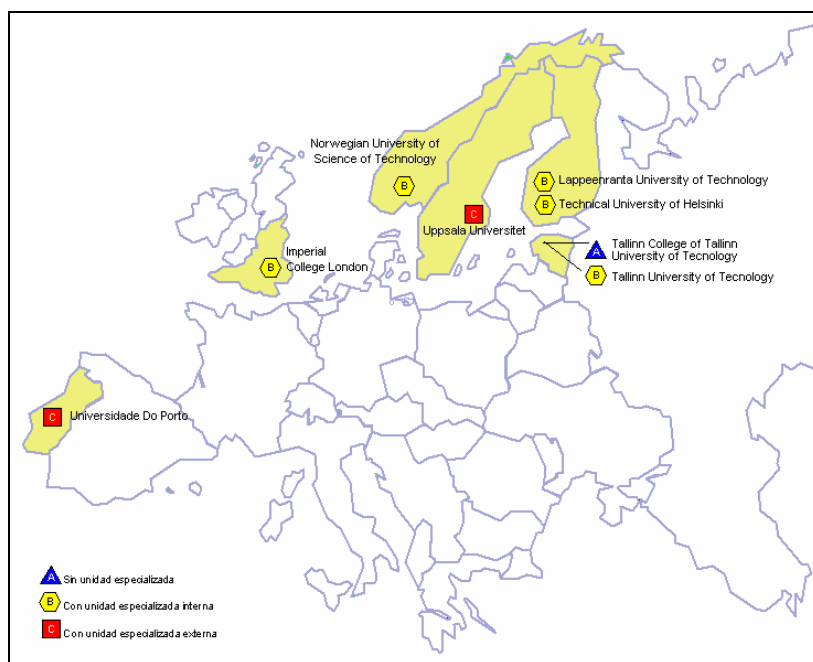 Norwegian University of
Science of Technology
B
B
Lappeenranta University of Technology
B
Technical University of Helsinki
C
Uppsala Universitet
Imperial
College London
B
A
Tallinn College of Tallinn
University of Tecnology
B
Tallinn University of Tecnology
C
Universidade Do Porto
A
Sin unidad especializada
B
Con unidad especializada interna
C
Con unidad especializada externa